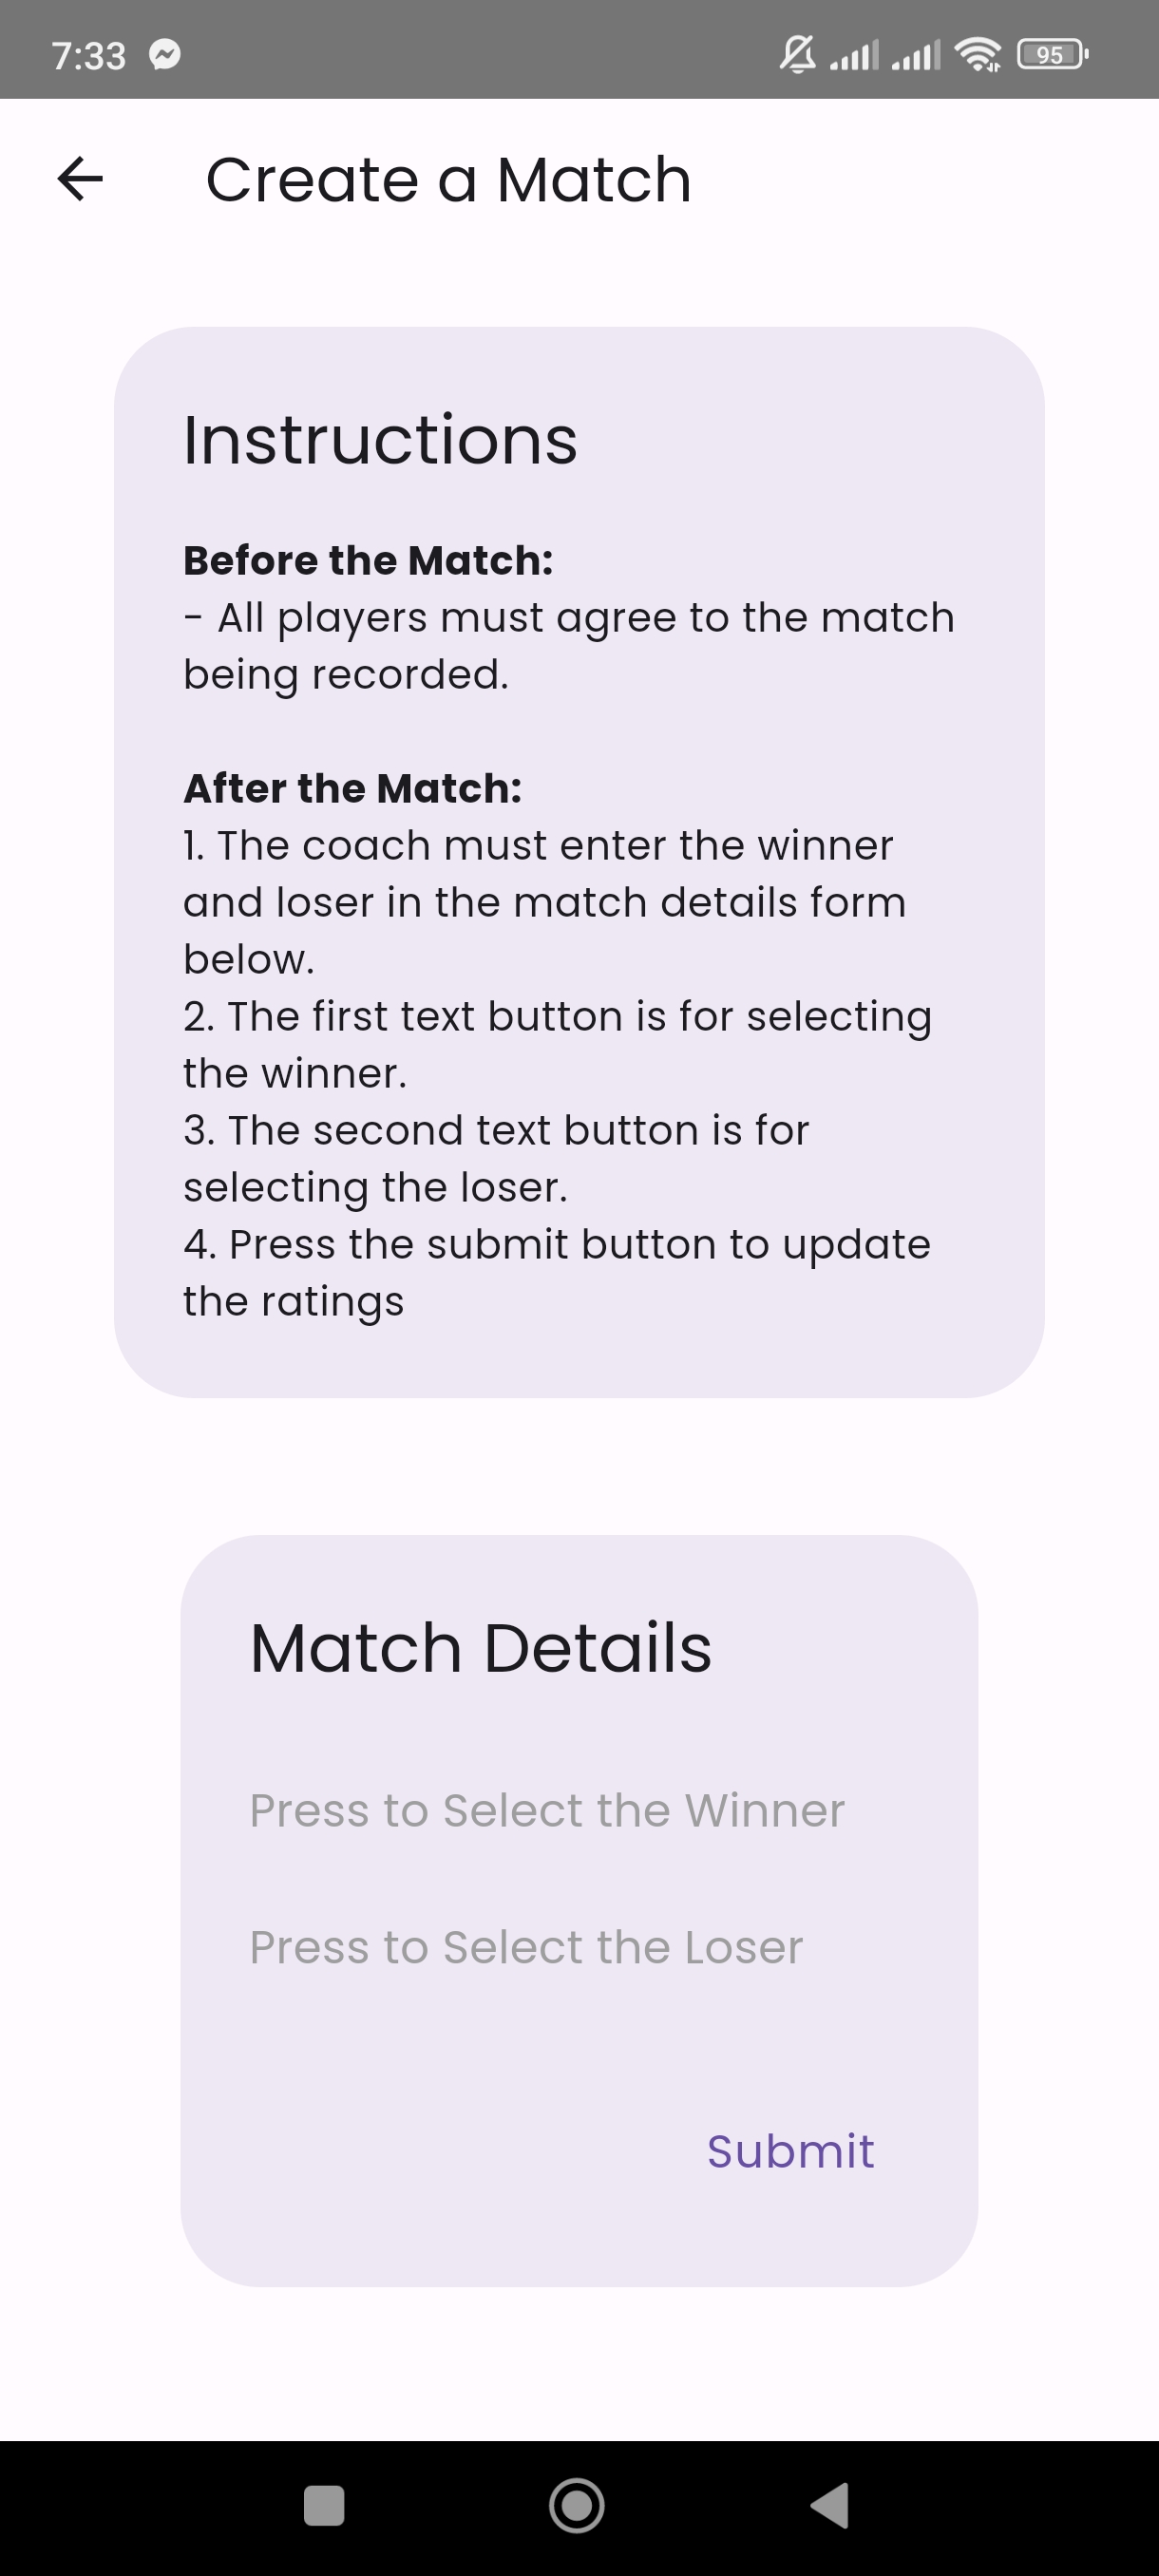 7:33
95
Create a Match
Instructions
Before the Match:
- All players must agree to the match
being recorded.
After the Match:
1. The coach must enter the winner
and loser in the match details form
below.
2. The first text button is for selecting
the winner.
3. The second text button is for
selecting the loser.
4. Press the submit button to update
the ratings
Match Details
Press to Select the Winner
Press to Select the Loser
Submit